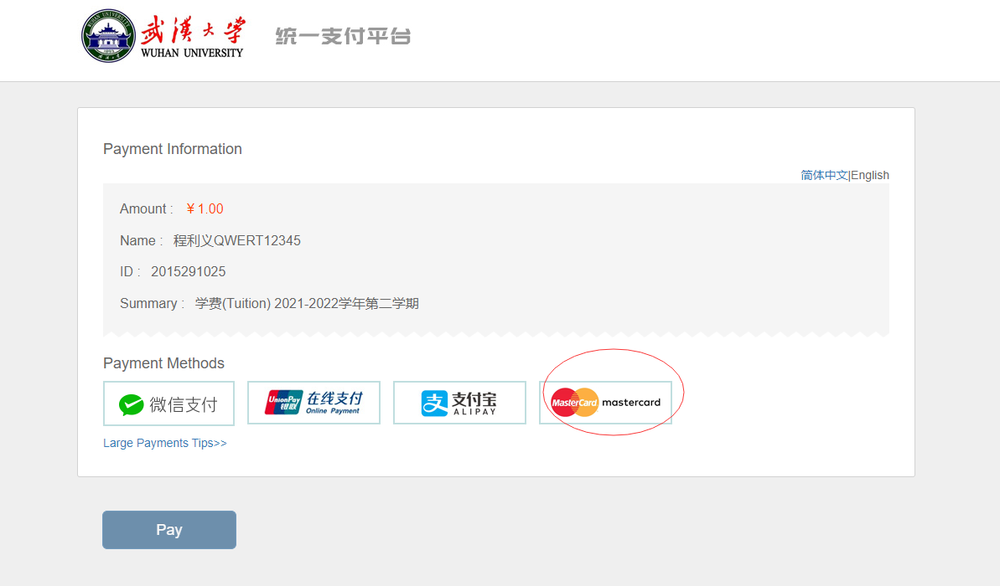 武漢大学
WUHAN UNIVERSITY
统一支付平台
Payment Information
简体中文|English
Amount : ￥1.00
Name : 程利义QWERT12345
ID : 2015291025
Summary : 学费(Tuition) 2021-2022学年第二学期
Payment Methods
微信支付
UnionPay
银联
在线支付
Online Payment
支
支付宝
ALIPAY
MasterCard
mastercard
Large Payments Tips>>
Pay